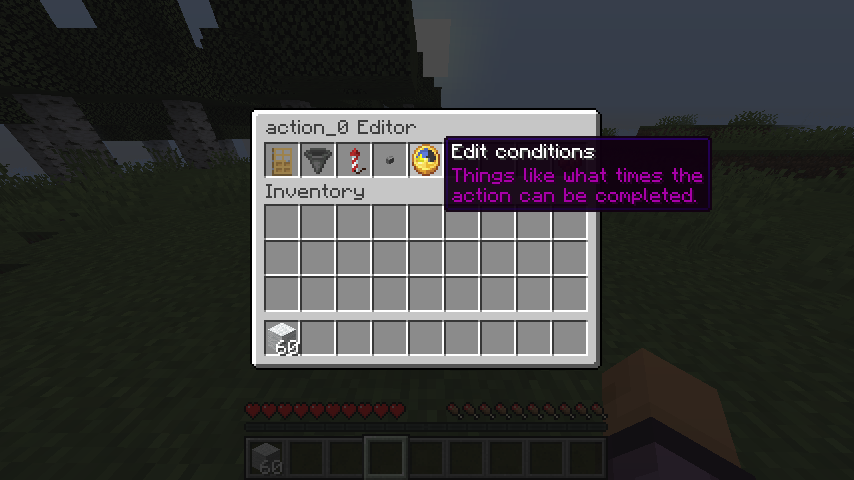 action_0 Editor
Edit conditions
Things like what times the
action can be completed.
Inventory
60
60